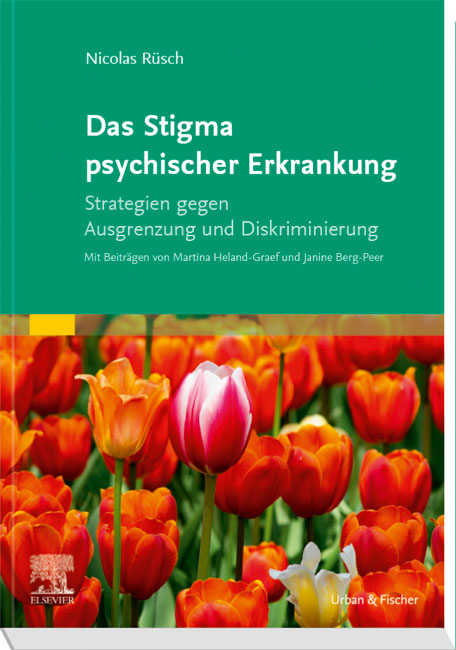 Nicolas Rüsch
Das Stigma
psychischer Erkrankung
Strategien gegen
Ausgrenzung und Diskriminierung
Mit Beiträgen von Martina Heland-Graef und Janine Berg-Peer
ELSEVIER
Urban & Fischer